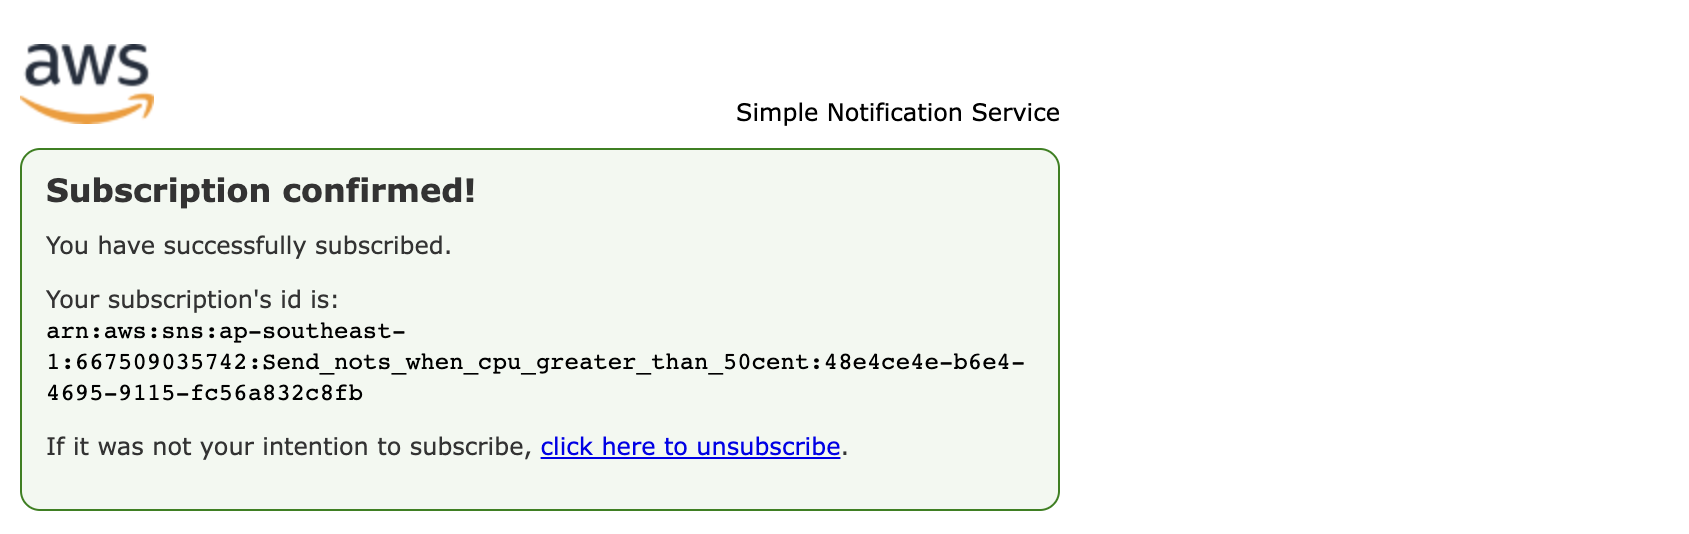 aws
Simple Notification Service
Subscription confirmed!
You have successfully subscribed.
Your subscription's id is:
arn:aws:sns:ap-southeast-
1:667509035742:Send_nots_when_cpu_greater_than_50cent:48e4ce4e-b6e4-
4695-9115-fc56a832c8fb
If it was not your intention to subscribe, click here to unsubscribe.